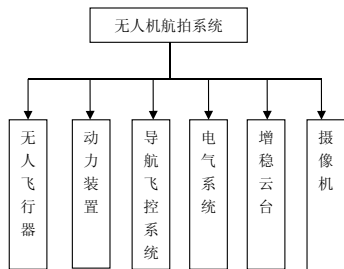 无人机航拍系统
无人飞行器
动力装置
导航飞控系统
电气系统
增稳云台
摄像机